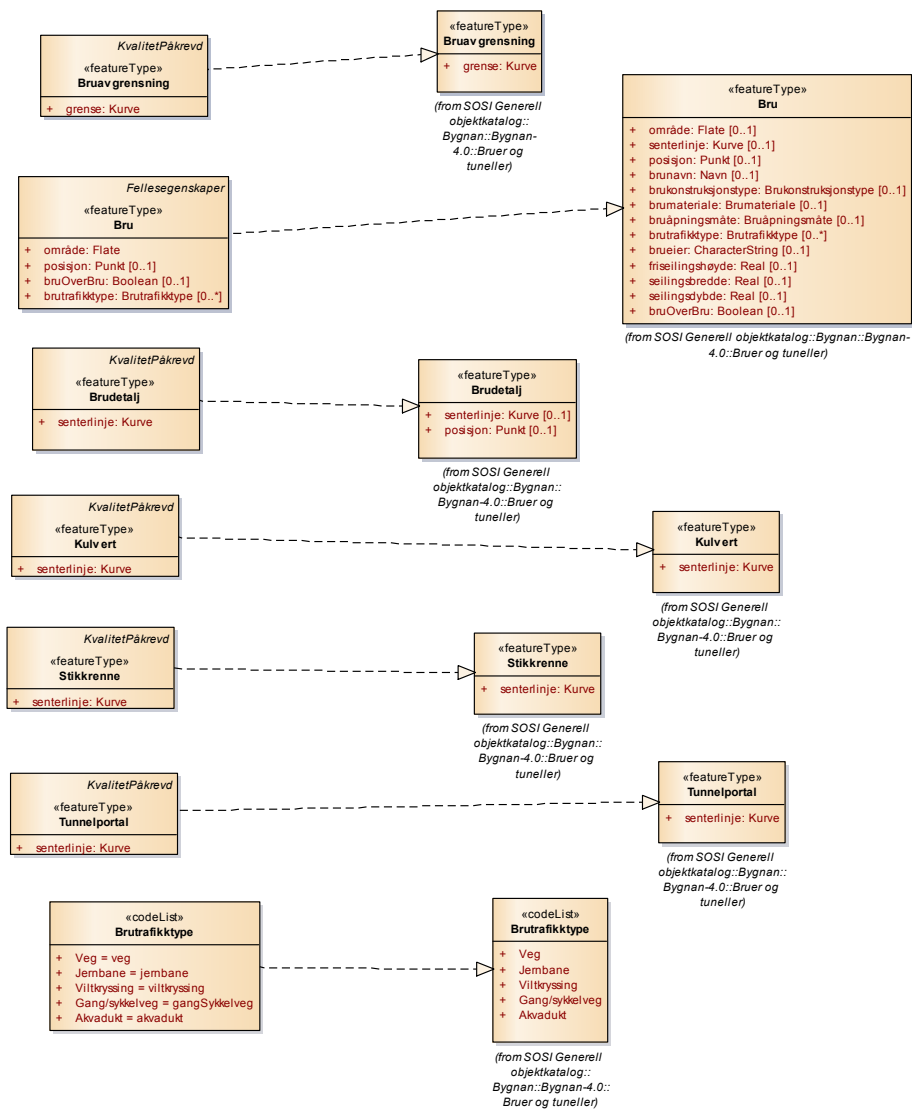 KvalitetPåkrevd
«featureType»
Bruavgrensning
+ grense: Kurve
«featureType»
Bruavgrensning
+ grense: Kurve
(from SOSI Generell
objektkatalog::
Bygnan::Bygnan-
4.0::Bruer og
tuneller)
Fellesegenskaper
«featureType»
Bru
+ område: Flate
+ posisjon: Punkt [0..1]
+ bruOverBru: Boolean [0..1]
+ brutrafikktype: Brutrafikktype [0..*]
«featureType»
Bru
+ område: Flate [0..1]
+ senterlinje: Kurve [0..1]
+ posisjon: Punkt [0..1]
+ brunavn: Navn [0..1]
+ brukonstruksjonstype: Brukonstruksjonstype [0..1]
+ brumateriale: Brumateriale [0..1]
+ bruåpningsmåte: Bruåpningsmåte [0..1]
+ brutrafikktype: Brutrafikktype [0..*]
+ brueier: CharacterString [0..1]
+ friseilingshøyde: Real [0..1]
+ seilingsbredde: Real [0..1]
+ seilingsdybde: Real [0..1]
+ bruOverBru: Boolean [0..1]
(from SOSI Generell objektkatalog::Bygnan::Bygnan-
4.0::Bruer og tuneller)
KvalitetPåkrevd
«featureType»
Brudetalj
+ senterlinje: Kurve
«featureType»
Brudetalj
+ senterlinje: Kurve [0..1]
+ posisjon: Punkt [0..1]
(from SOSI Generell
objektkatalog::Bygnan::
Bygnan-4.0::Bruer og
tuneller)
KvalitetPåkrevd
«featureType»
Kulvert
+ senterlinje: Kurve
«featureType»
Kulvert
+ senterlinje: Kurve
(from SOSI Generell
objektkatalog::Bygnan::
Bygnan-4.0::Bruer og
tuneller)
KvalitetPåkrevd
«featureType»
Stikkrenne
+ senterlinje: Kurve
«featureType»
Stikkrenne
+ senterlinje: Kurve
(from SOSI Generell
objektkatalog::Bygnan::
Bygnan-4.0::Bruer og
tuneller)
KvalitetPåkrevd
«featureType»
Tunnelportal
+ senterlinje: Kurve
«featureType»
Tunnelportal
+ senterlinje: Kurve
(from SOSI Generell
objektkatalog::Bygnan::
Bygnan-4.0::Bruer og
tuneller)
«codeList»
Brutrafikktype
+ Veg = veg
+ Jernbane = jernbane
+ Viltkryssing = viltkryssing
+ Gang/sykkelveg = gangSykkelveg
+ Akvadukt = akvadukt
«codeList»
Brutrafikktype
+ Veg
+ Jernbane
+ Viltkryssing
+ Gang/sykkelveg
+ Akvadukt
(from SOSI Generell
objektkatalog::
Bygnan::Bygnan-4.0::
Bruer og tuneller)